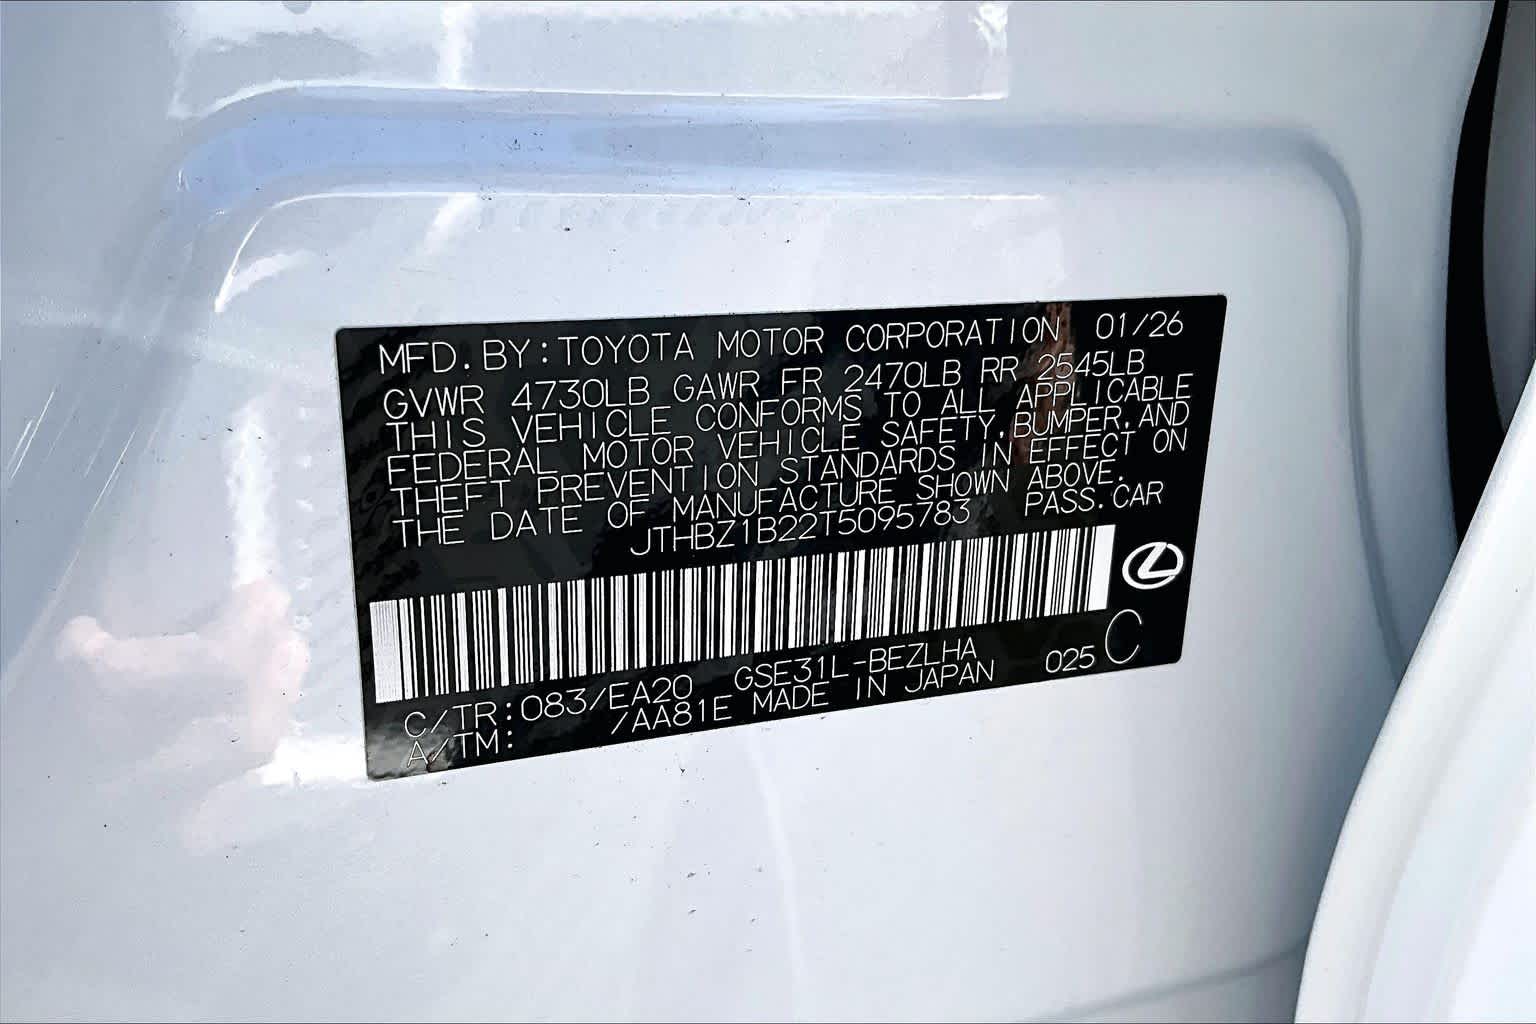 MFD. BY: TOYOTA MOTOR CORPORATION 01/26
GVWR 4730LB GAWR FR 2470LB RR 2545LB
THIS VEHICLE CONFORMS TO ALL APPLICABLE
FEDERAL MOTOR VEHICLE SAFETY, BUMPER, AND
THEFT PREVENTION STANDARDS IN EFFECT ON
THE DATE OF MANUFACTURE SHOWN ABOVE.
JTHBZ1B22T5095783 PASS. CAR
C/TR: 083/EA20 GSE31L-BEZLHA
A/TM: /AA81E MADE IN JAPAN 025 C